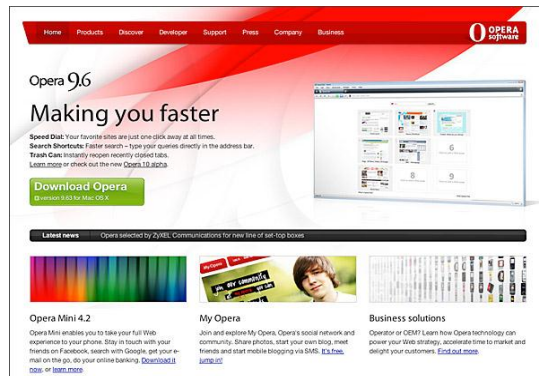 Home Products Discover Developer Support Press Company Business
OPERA
software
Opera 9.6
Making you faster
Speed Dial: Your favorite sites are just one click away at all times.
Search Shortcuts: Faster search – type your queries directly in the address bar.
Trash Can: Instantly reopen recently closed tabs.
Learn more or check out the new Opera 10 alpha.
Download Opera
version 9.63 for Mac OS X
6
8 9
Latest news Opera selected by ZyXEL Communications for new line of set-top boxes
My Opera
join my community
Opera Mini 4.2
Opera Mini enables you to take your full Web
experience to your phone. Stay in touch with your
friends on Facebook, search with Google, get your e-
mail on the go, do your online banking. Download it
now, or learn more.
My Opera
Join and explore My Opera, Opera's social network and
community. Share photos, start your own blog, meet
friends and start mobile blogging via SMS. It's free,
jump in!
Business solutions
Operator or OEM? Learn how Opera technology can
power your Web strategy, accelerate time to market and
delight your customers. Find out more.